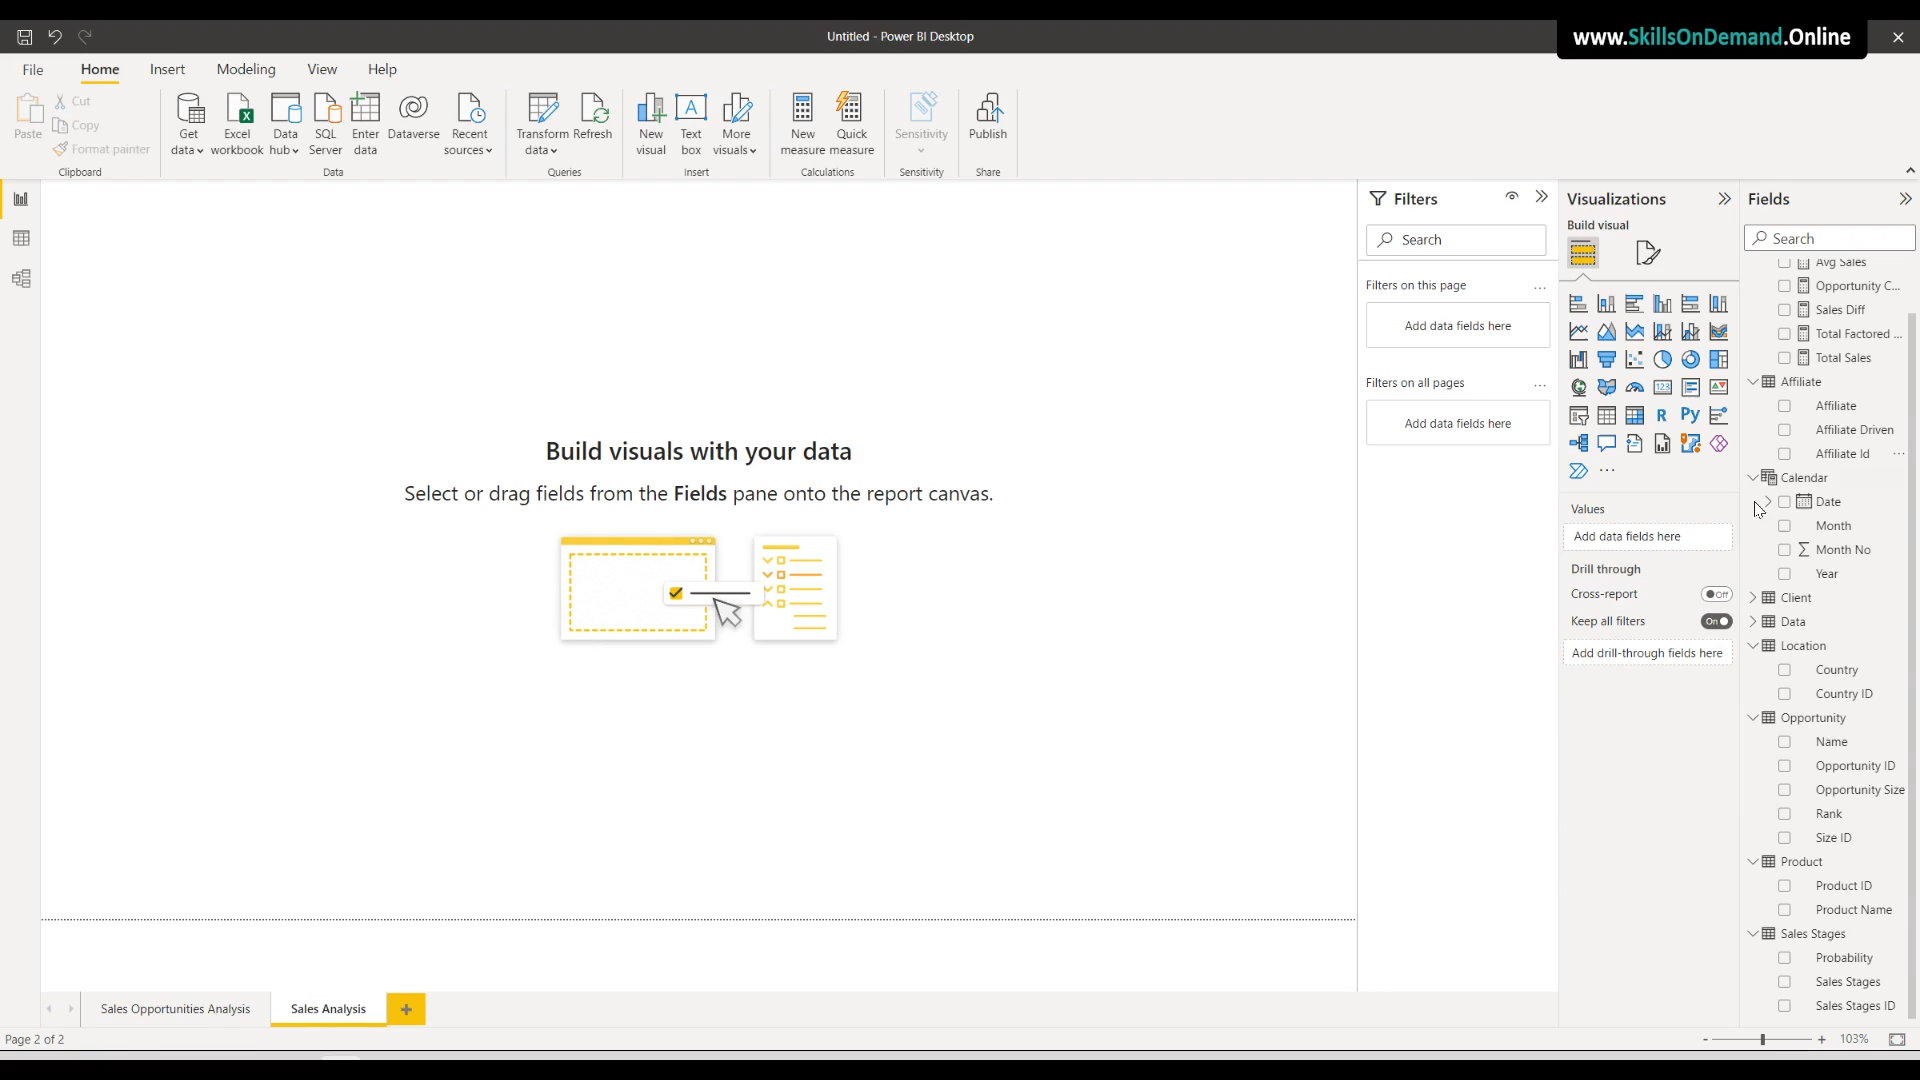 Untitled - Power BI Desktop
www.SkillsOnDemand.Online
File Home Insert Modeling View Help
Paste
Cut
Copy
Format painter
Clipboard
Get data
Excel workbook
Data hub
SQL Server
Enter data
Dataverse
Recent sources
Data
Transform data
Refresh
Queries
New visual
Text box
More visuals
Insert
New measure
Quick measure
Calculations
Sensitivity
Sensitivity
Publish
Share
Build visuals with your data
Select or drag fields from the Fields pane onto the report canvas.
Filters
Search
Filters on this page
...
Add data fields here
Filters on all pages
...
Add data fields here
Visualizations
Build visual
123
R
Py
...
Values
Add data fields here
Drill through
Cross-report
Off
Keep all filters
On
Add drill-through fields here
Fields
Search
Avg Sales
Opportunity C...
Sales Diff
Total Factored ...
Total Sales
Affiliate
Affiliate
Affiliate Driven
Affiliate Id ...
Calendar
Date
Month
Month No
Year
Client
Data
Location
Country
Country ID
Opportunity
Name
Opportunity ID
Opportunity Size
Rank
Size ID
Product
Product ID
Product Name
Sales Stages
Probability
Sales Stages
Sales Stages ID
Sales Opportunities Analysis
Sales Analysis
+
Page 2 of 2
- + 103%